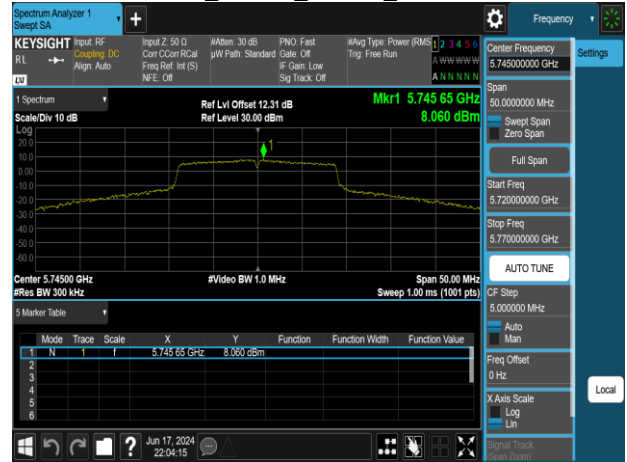 Spectrum Analyzer 1
Swept SA
+
Frequency
KEYSIGHT
Input: RF
Coupling: DC
Align: Auto
Input Z: 50 Ω
Corr CCorr RCal
Freq Ref: Int (S)
NFE: Off
#Atten: 30 dB
µW Path: Standard
PNO: Fast
Gate: Off
IF Gain: Low
Sig Track: Off
#Avg Type: Power (RMS
Trig: Free Run
1 2 3 4 5 6
A W W W W W
A N N N N N
RL
LXI
Center Frequency
5.745000000 GHz
Settings
Span
50.0000000 MHz
Swept Span
Zero Span
Full Span
Start Freq
5.720000000 GHz
Stop Freq
5.770000000 GHz
AUTO TUNE
CF Step
5.000000 MHz
Auto
Man
Freq Offset
0 Hz
X Axis Scale
Log
Lin
Signal Track
(Span Zoom)
Local
1 Spectrum
Scale/Div 10 dB
Ref Lvl Offset 12.31 dB
Ref Level 30.00 dBm
Mkr1 5.745 65 GHz
8.060 dBm
Log
20.0
10.0
0.00
-10.0
-20.0
-30.0
-40.0
-50.0
-60.0
1
Center 5.74500 GHz
#Res BW 300 kHz
#Video BW 1.0 MHz
Span 50.00 MHz
Sweep 1.00 ms (1001 pts)
5 Marker Table
Mode Trace Scale X Y Function Function Width Function Value
1 N 1 f 5.745 65 GHz 8.060 dBm
2
3
4
5
6
?
Jun 17, 2024
22:04:15